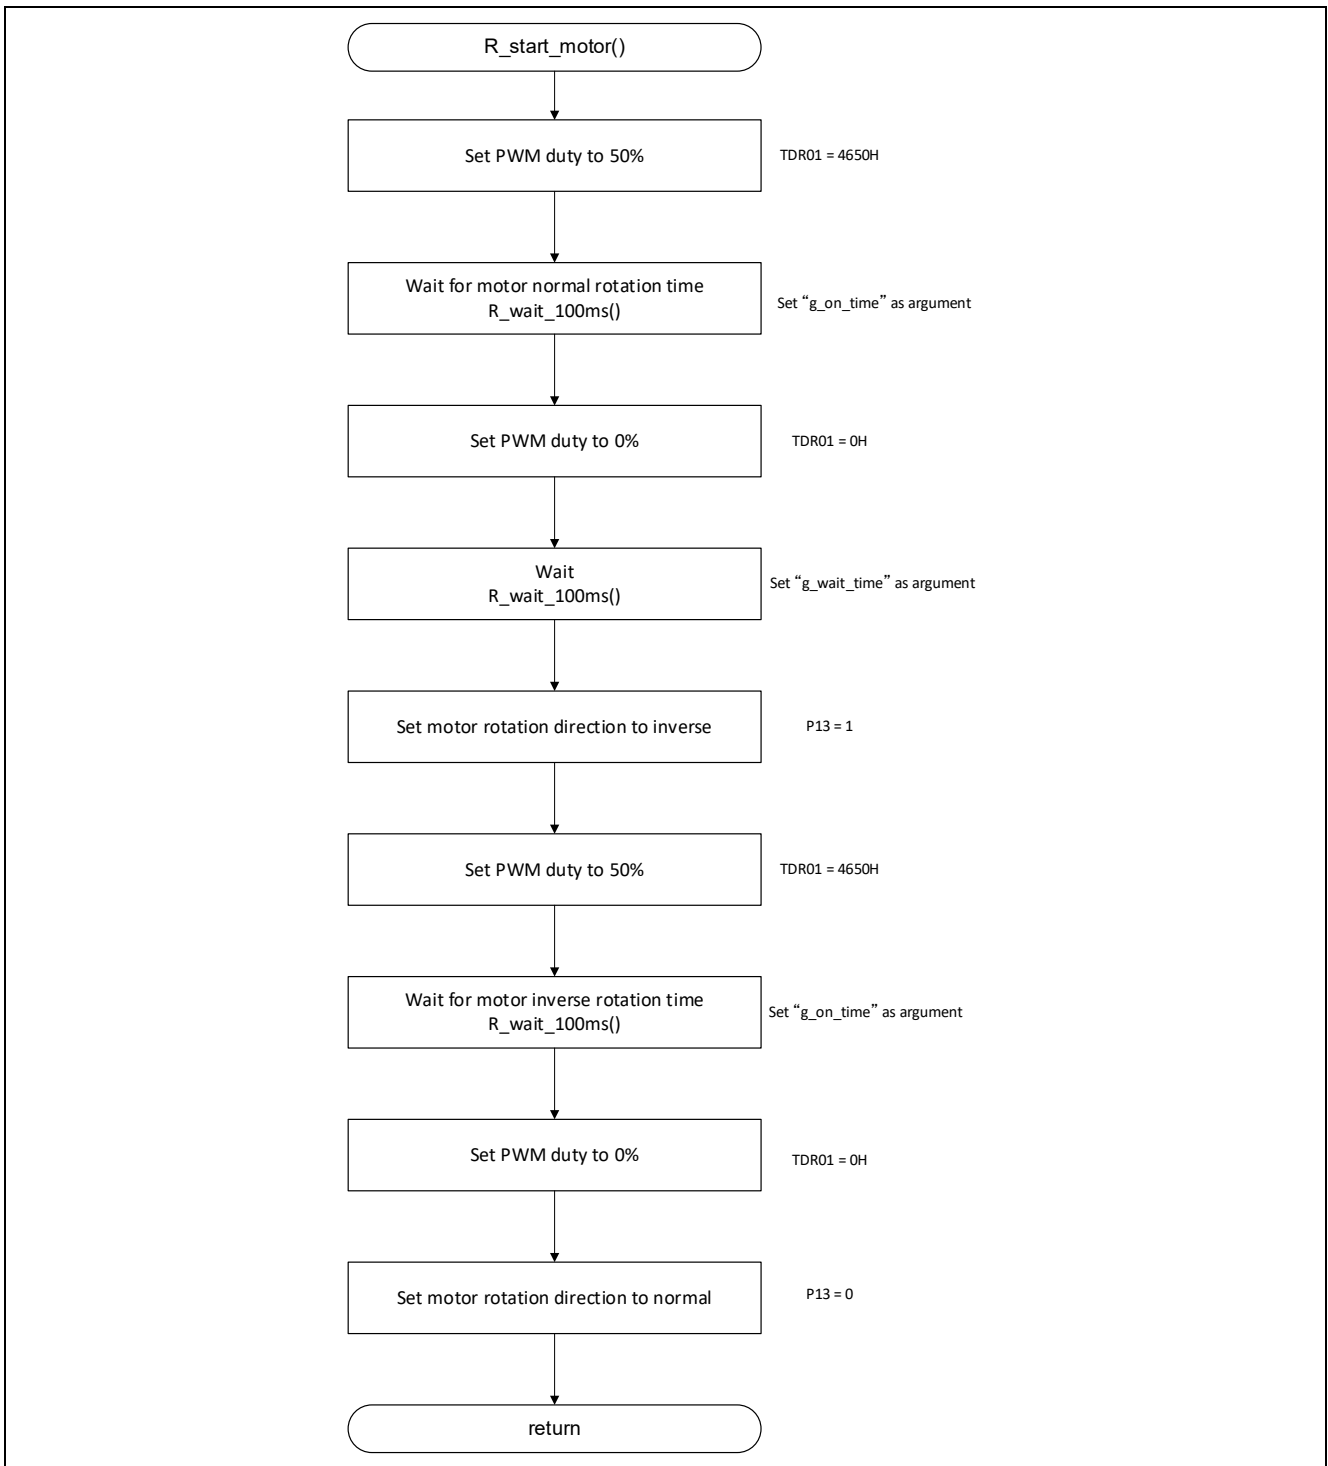 R_start_motor()
Set PWM duty to 50%
TDR01 = 4650H
Wait for motor normal rotation time
R_wait_100ms()
Set “g_on_time” as argument
Set PWM duty to 0%
TDR01 = 0H
Wait
R_wait_100ms()
Set “g_wait_time” as argument
Set motor rotation direction to inverse
P13 = 1
Set PWM duty to 50%
TDR01 = 4650H
Wait for motor inverse rotation time
R_wait_100ms()
Set “g_on_time” as argument
Set PWM duty to 0%
TDR01 = 0H
Set motor rotation direction to normal
P13 = 0
return